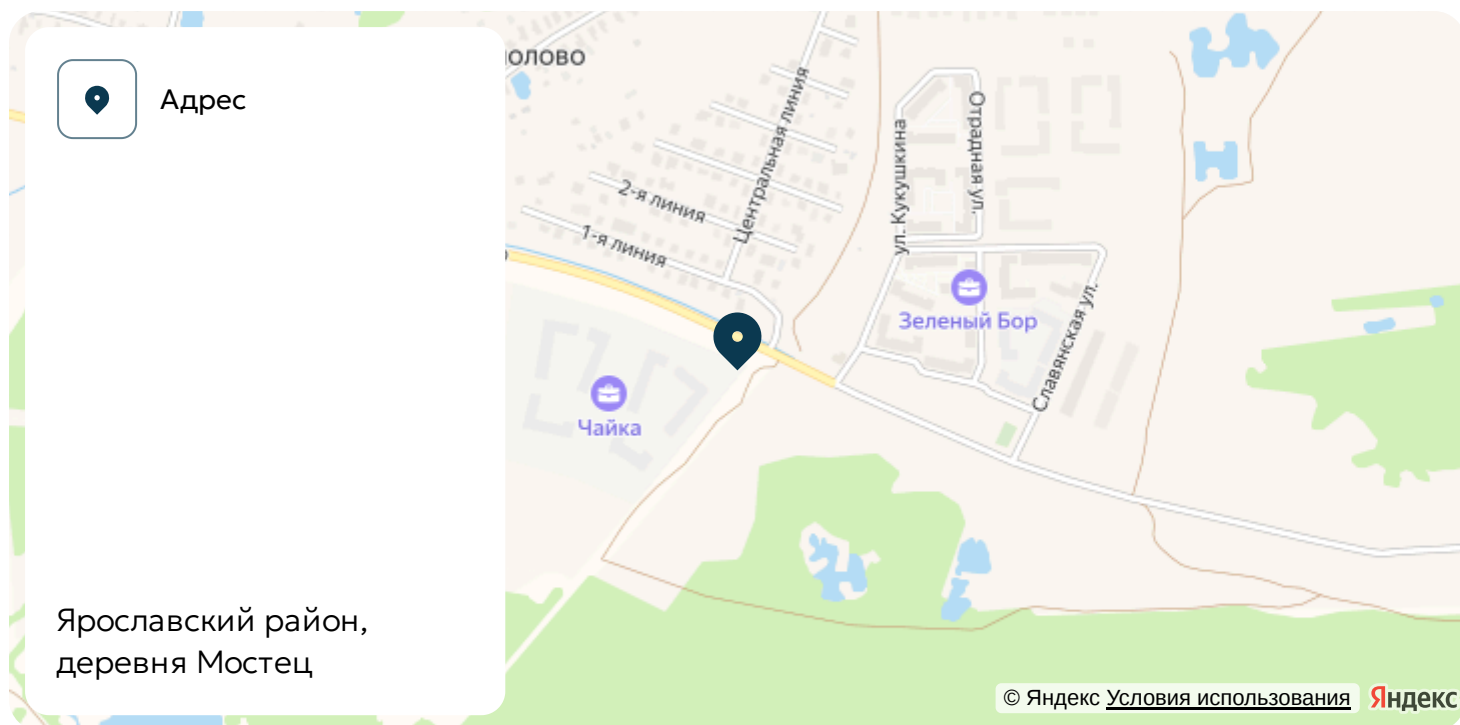 Адрес
Ярославский район,
деревня Мостец
олово
Центральная линия
2-я линия
1-я линия
ул. Кукушкина
Отрадная ул.
Зеленый Бор
Славянская ул.
Чайка
© Яндекс Условия использования
Яндекс